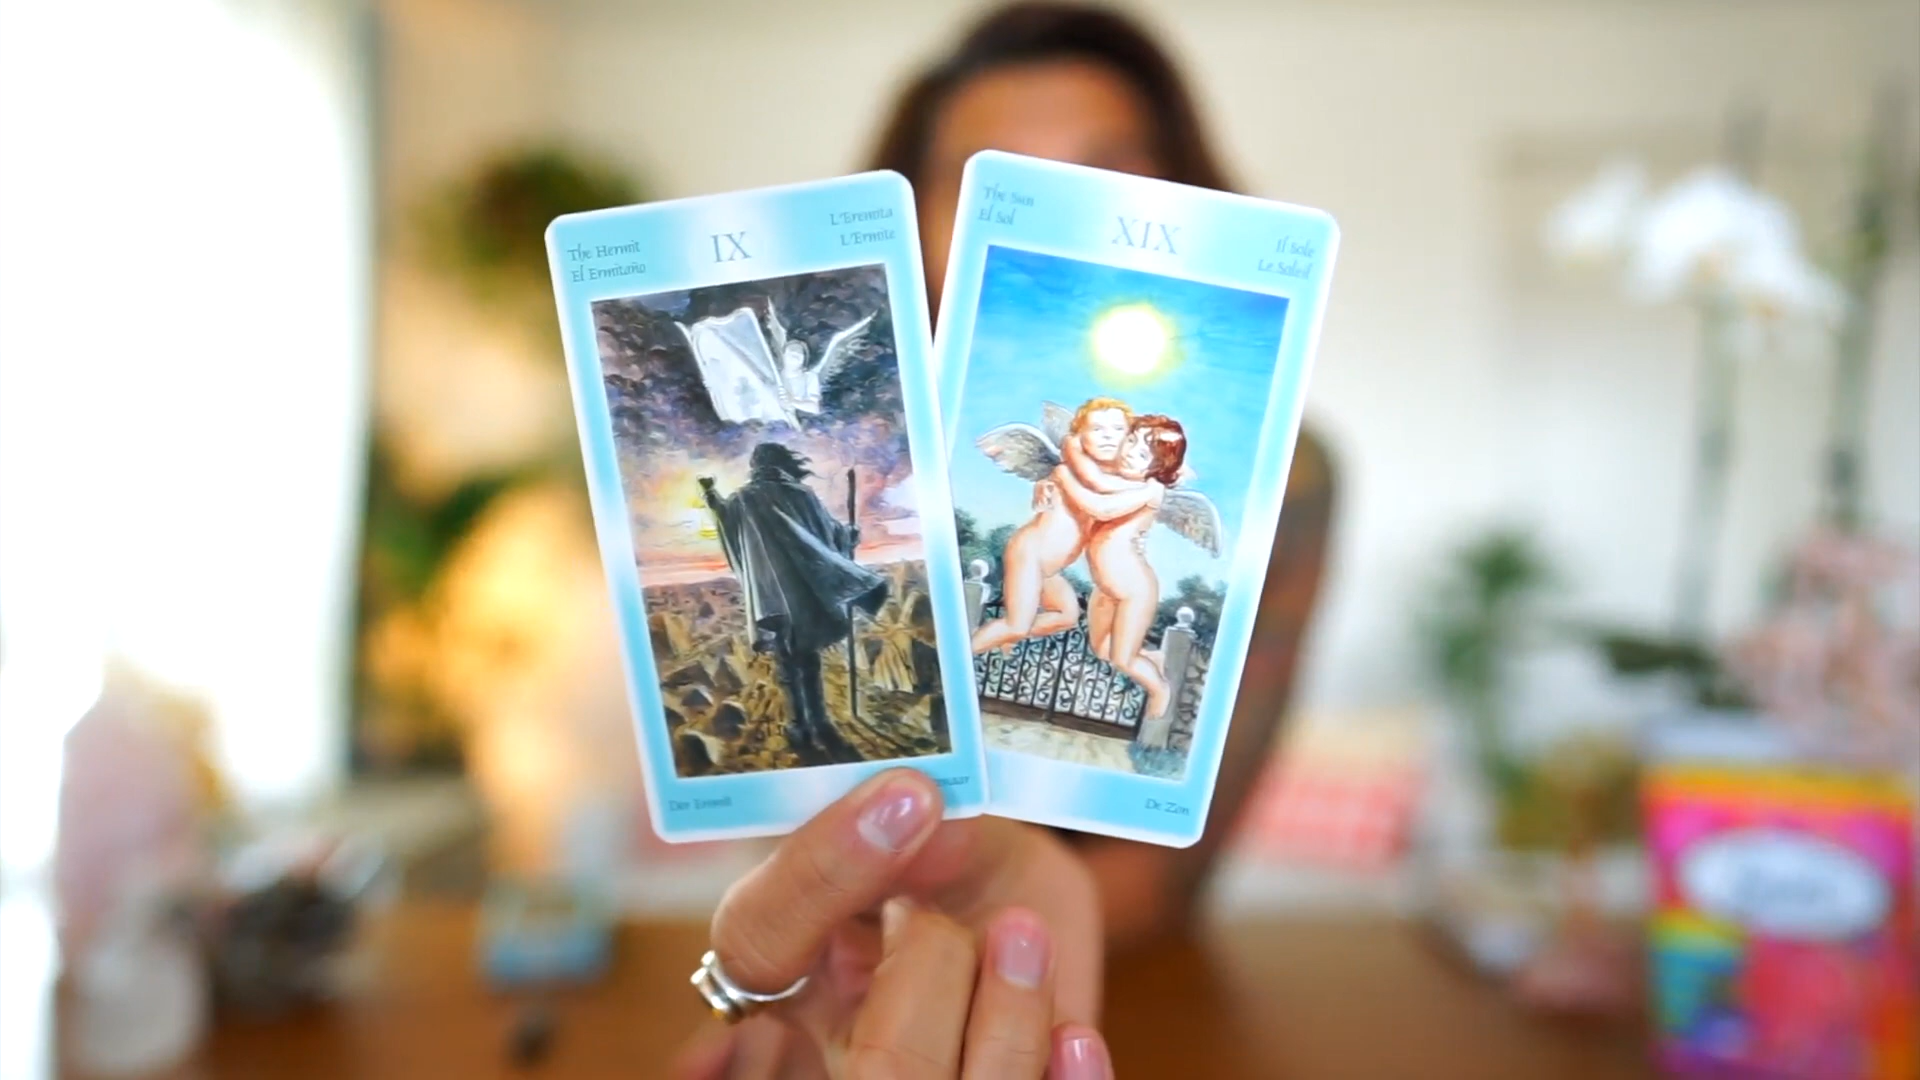 The Hermit
El Ermitaño
IX
L'Eremita
L'Ermite
Der Eremit
The Sun
El Sol
XIX
Il Sole
Le Soleil
De Zon